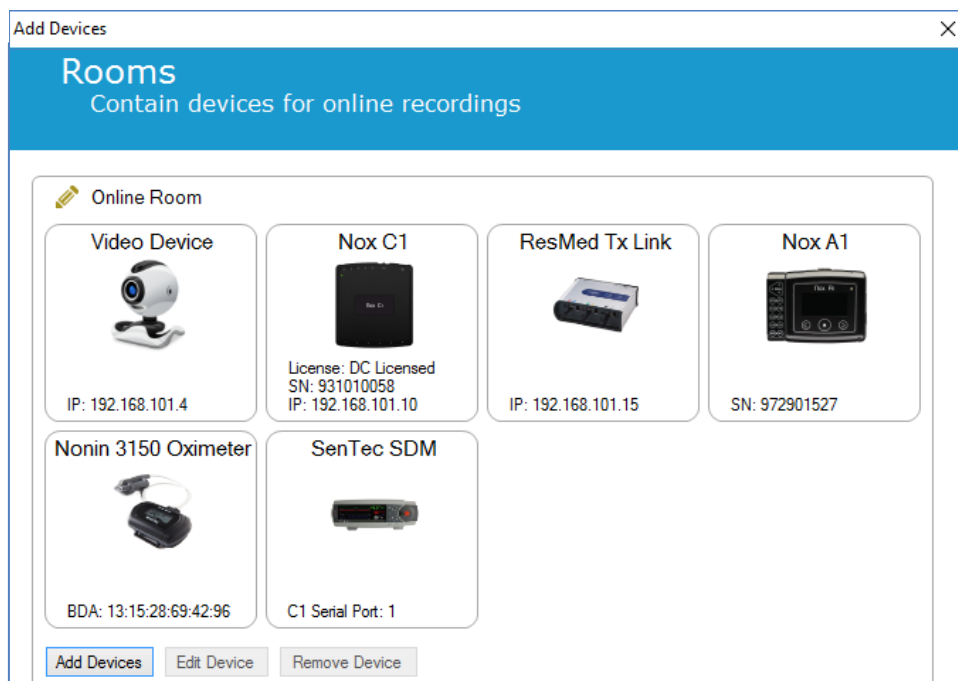 Add Devices
Rooms
Contain devices for online recordings
Online Room
Video Device
IP: 192.168.101.4
Nox C1
Nox C1
License: DC Licensed
SN: 931010058
IP: 192.168.101.10
ResMed Tx Link
IP: 192.168.101.15
Nox A1
SN: 972901527
Nonin 3150 Oximeter
BDA: 13:15:28:69:42:96
SenTec SDM
C1 Serial Port: 1
Add Devices
Edit Device
Remove Device